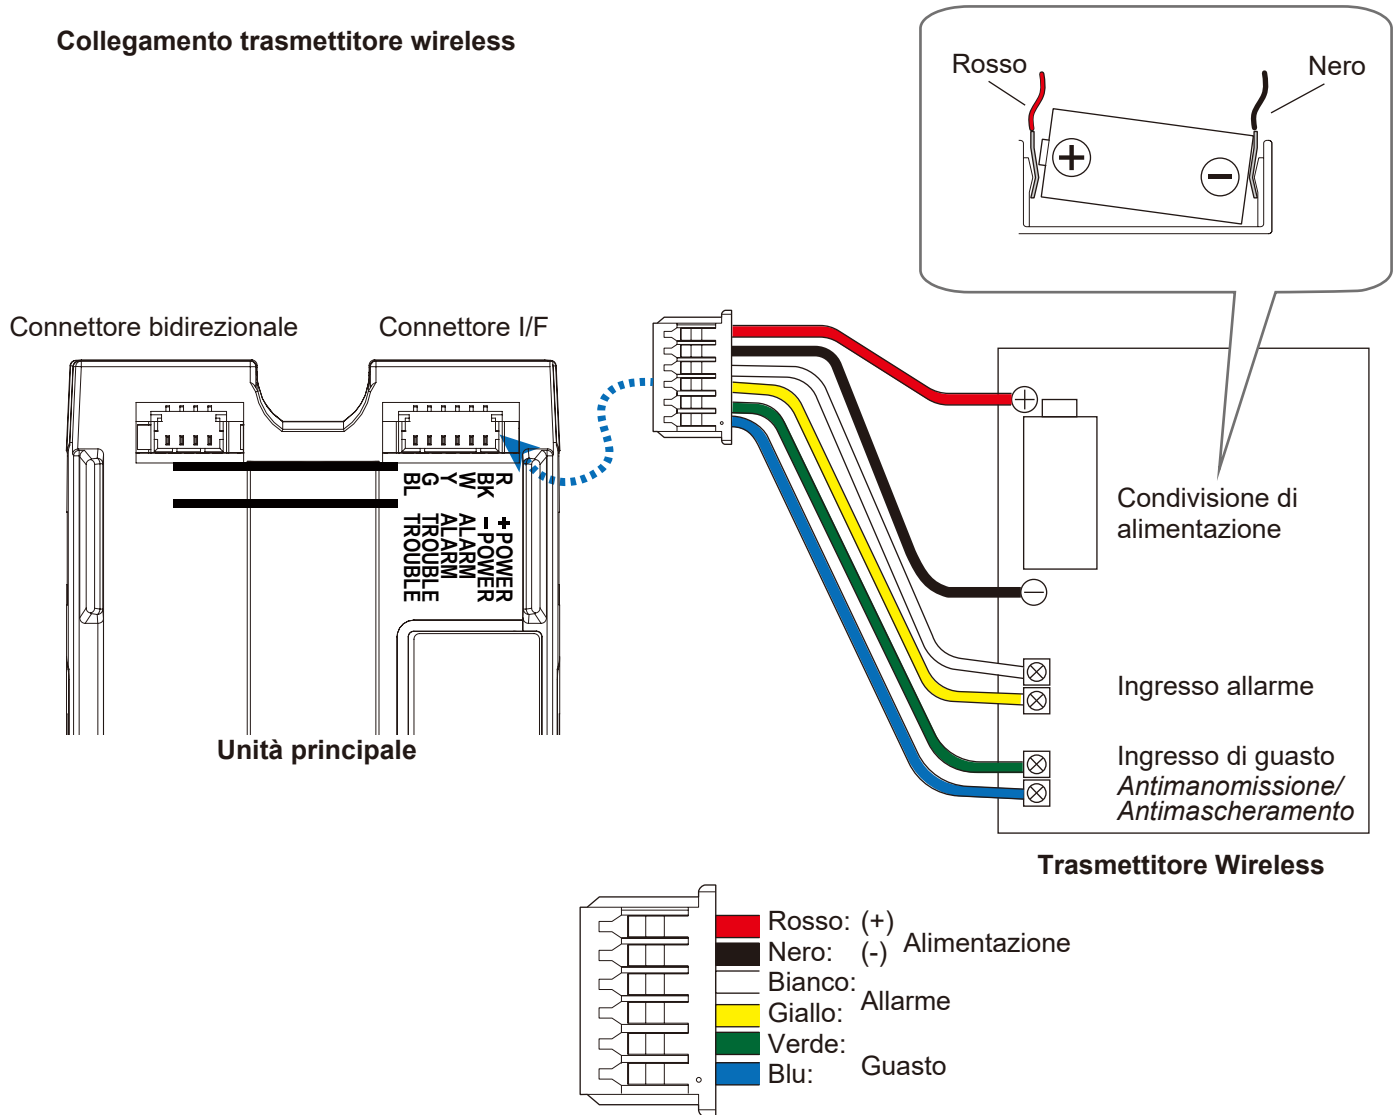 Collegamento trasmettitore wireless
Rosso
Nero
Connettore bidirezionale
Connettore I/F
R +POWER
BK -POWER
W ALARM
Y ALARM
G TROUBLE
BL TROUBLE
Condivisione di
alimentazione
Ingresso allarme
Ingresso di guasto
Antimanomissione/
Antimascheramento
Unità principale
Trasmettitore Wireless
Rosso: (+)
Nero: (-)
Alimentazione
Bianco:
Giallo:
Allarme
Verde:
Blu:
Guasto